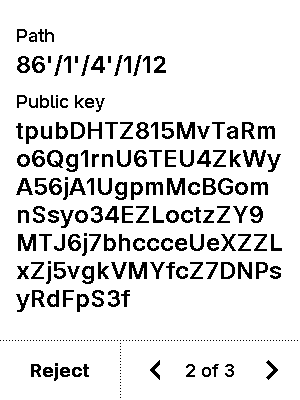 Path
86'/1'/4'/1/12
Public key
tpubDHTZ815MvTaRm
o6Qg1rnU6TEU4ZkWy
A56jA1UgpmMcBGom
nSsyo34EZLoctzZY9
MTJ6j7bhccceUeXZZL
xZj5vgkVMYfcZ7DNPs
yRdFpS3f
Reject
2 of 3